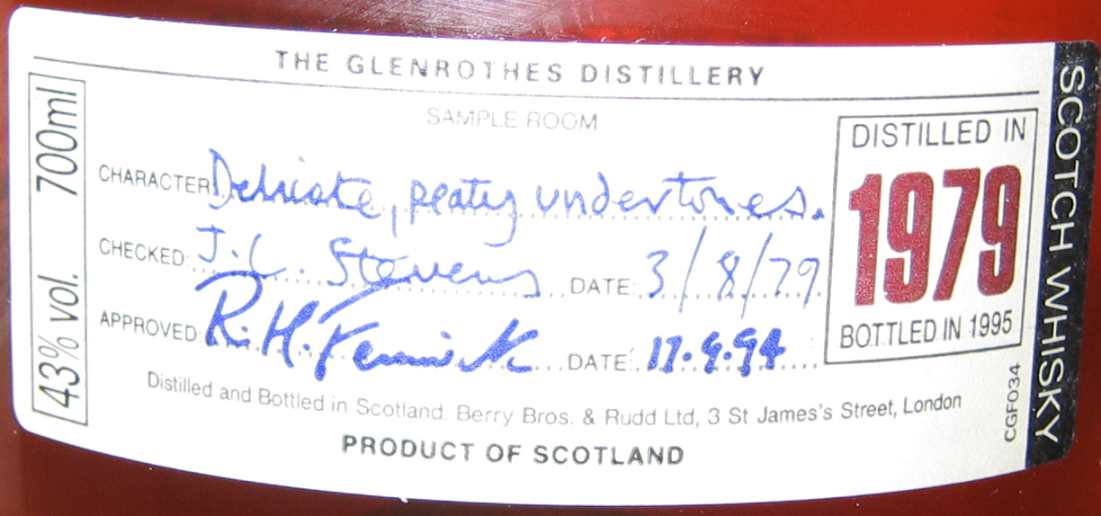 THE GLENROTHES DISTILLERY
SAMPLE ROOM
CHARACTER Delicate, peaty undertones.
CHECKED J.L. Stevens DATE 3/8/79
APPROVED R.H. Fenwick DATE: 17.9.94
Distilled and Bottled in Scotland. Berry Bros. & Rudd Ltd, 3 St James's Street, London
PRODUCT OF SCOTLAND
43% vol. 700ml
DISTILLED IN
1979
BOTTLED IN 1995
CGF034
SCOTCH WHISKY